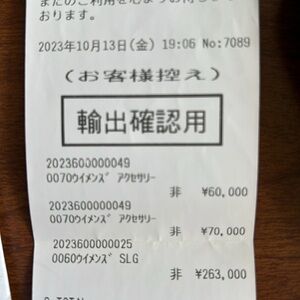 またのご利用を心よりお待ちして
おります。
2023年10月13日(金) 19:06 No:7089
(お客様控え)
輸出確認用
2023600000049
0070ｳｲﾒﾝｽﾞ ｱｸｾｻﾘｰ
非 ¥60,000
2023600000049
0070ｳｲﾒﾝｽﾞ ｱｸｾｻﾘｰ
非 ¥70,000
2023600000025
0060ｳｲﾒﾝｽﾞ SLG
非 ¥263,000